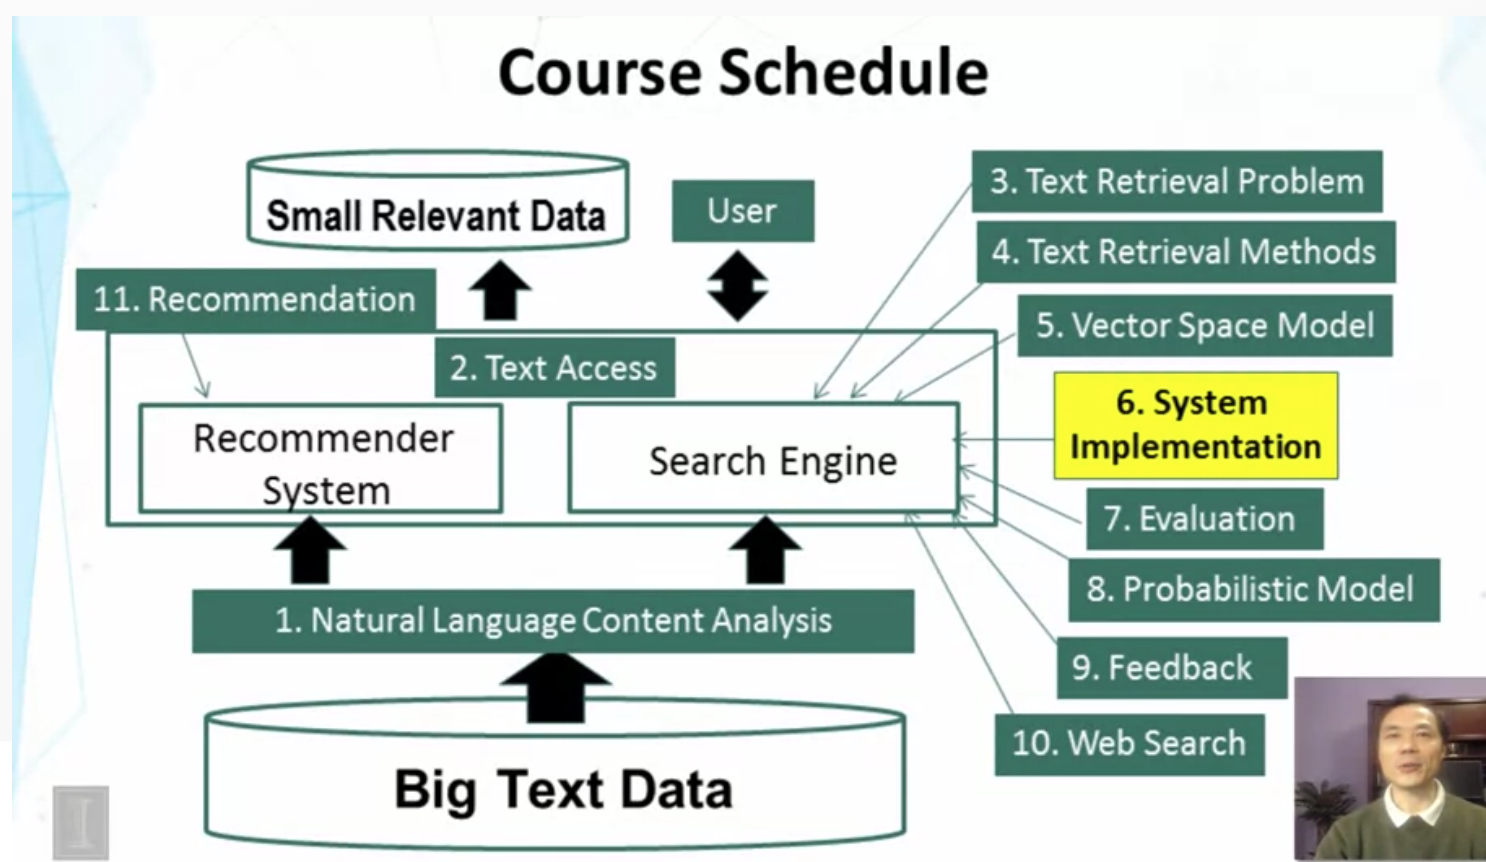 Course Schedule
Small Relevant Data
User
3. Text Retrieval Problem
4. Text Retrieval Methods
11. Recommendation
5. Vector Space Model
2. Text Access
6. System
Implementation
Recommender
System
Search Engine
7. Evaluation
8. Probabilistic Model
1. Natural Language Content Analysis
9. Feedback
10. Web Search
Big Text Data
I